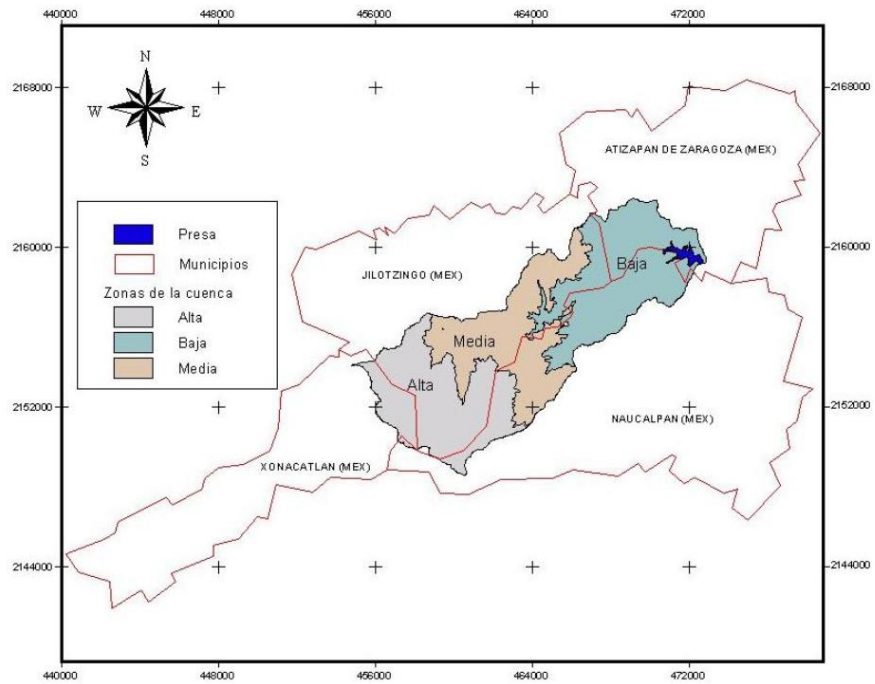 440000 448000 456000 464000 472000
2168000 2168000
N
W E
S
ATIZAPAN DE ZARAGOZA (MEX)
Presa
Municipios
Zonas de la cuenca
Alta
Baja
Media
2160000 2160000
Baja
JILOTZINGO (MEX)
Media
Alta
2152000 2152000
NAUCALPAN (MEX)
XONACATLAN (MEX)
2144000 2144000
440000 448000 456000 464000 472000